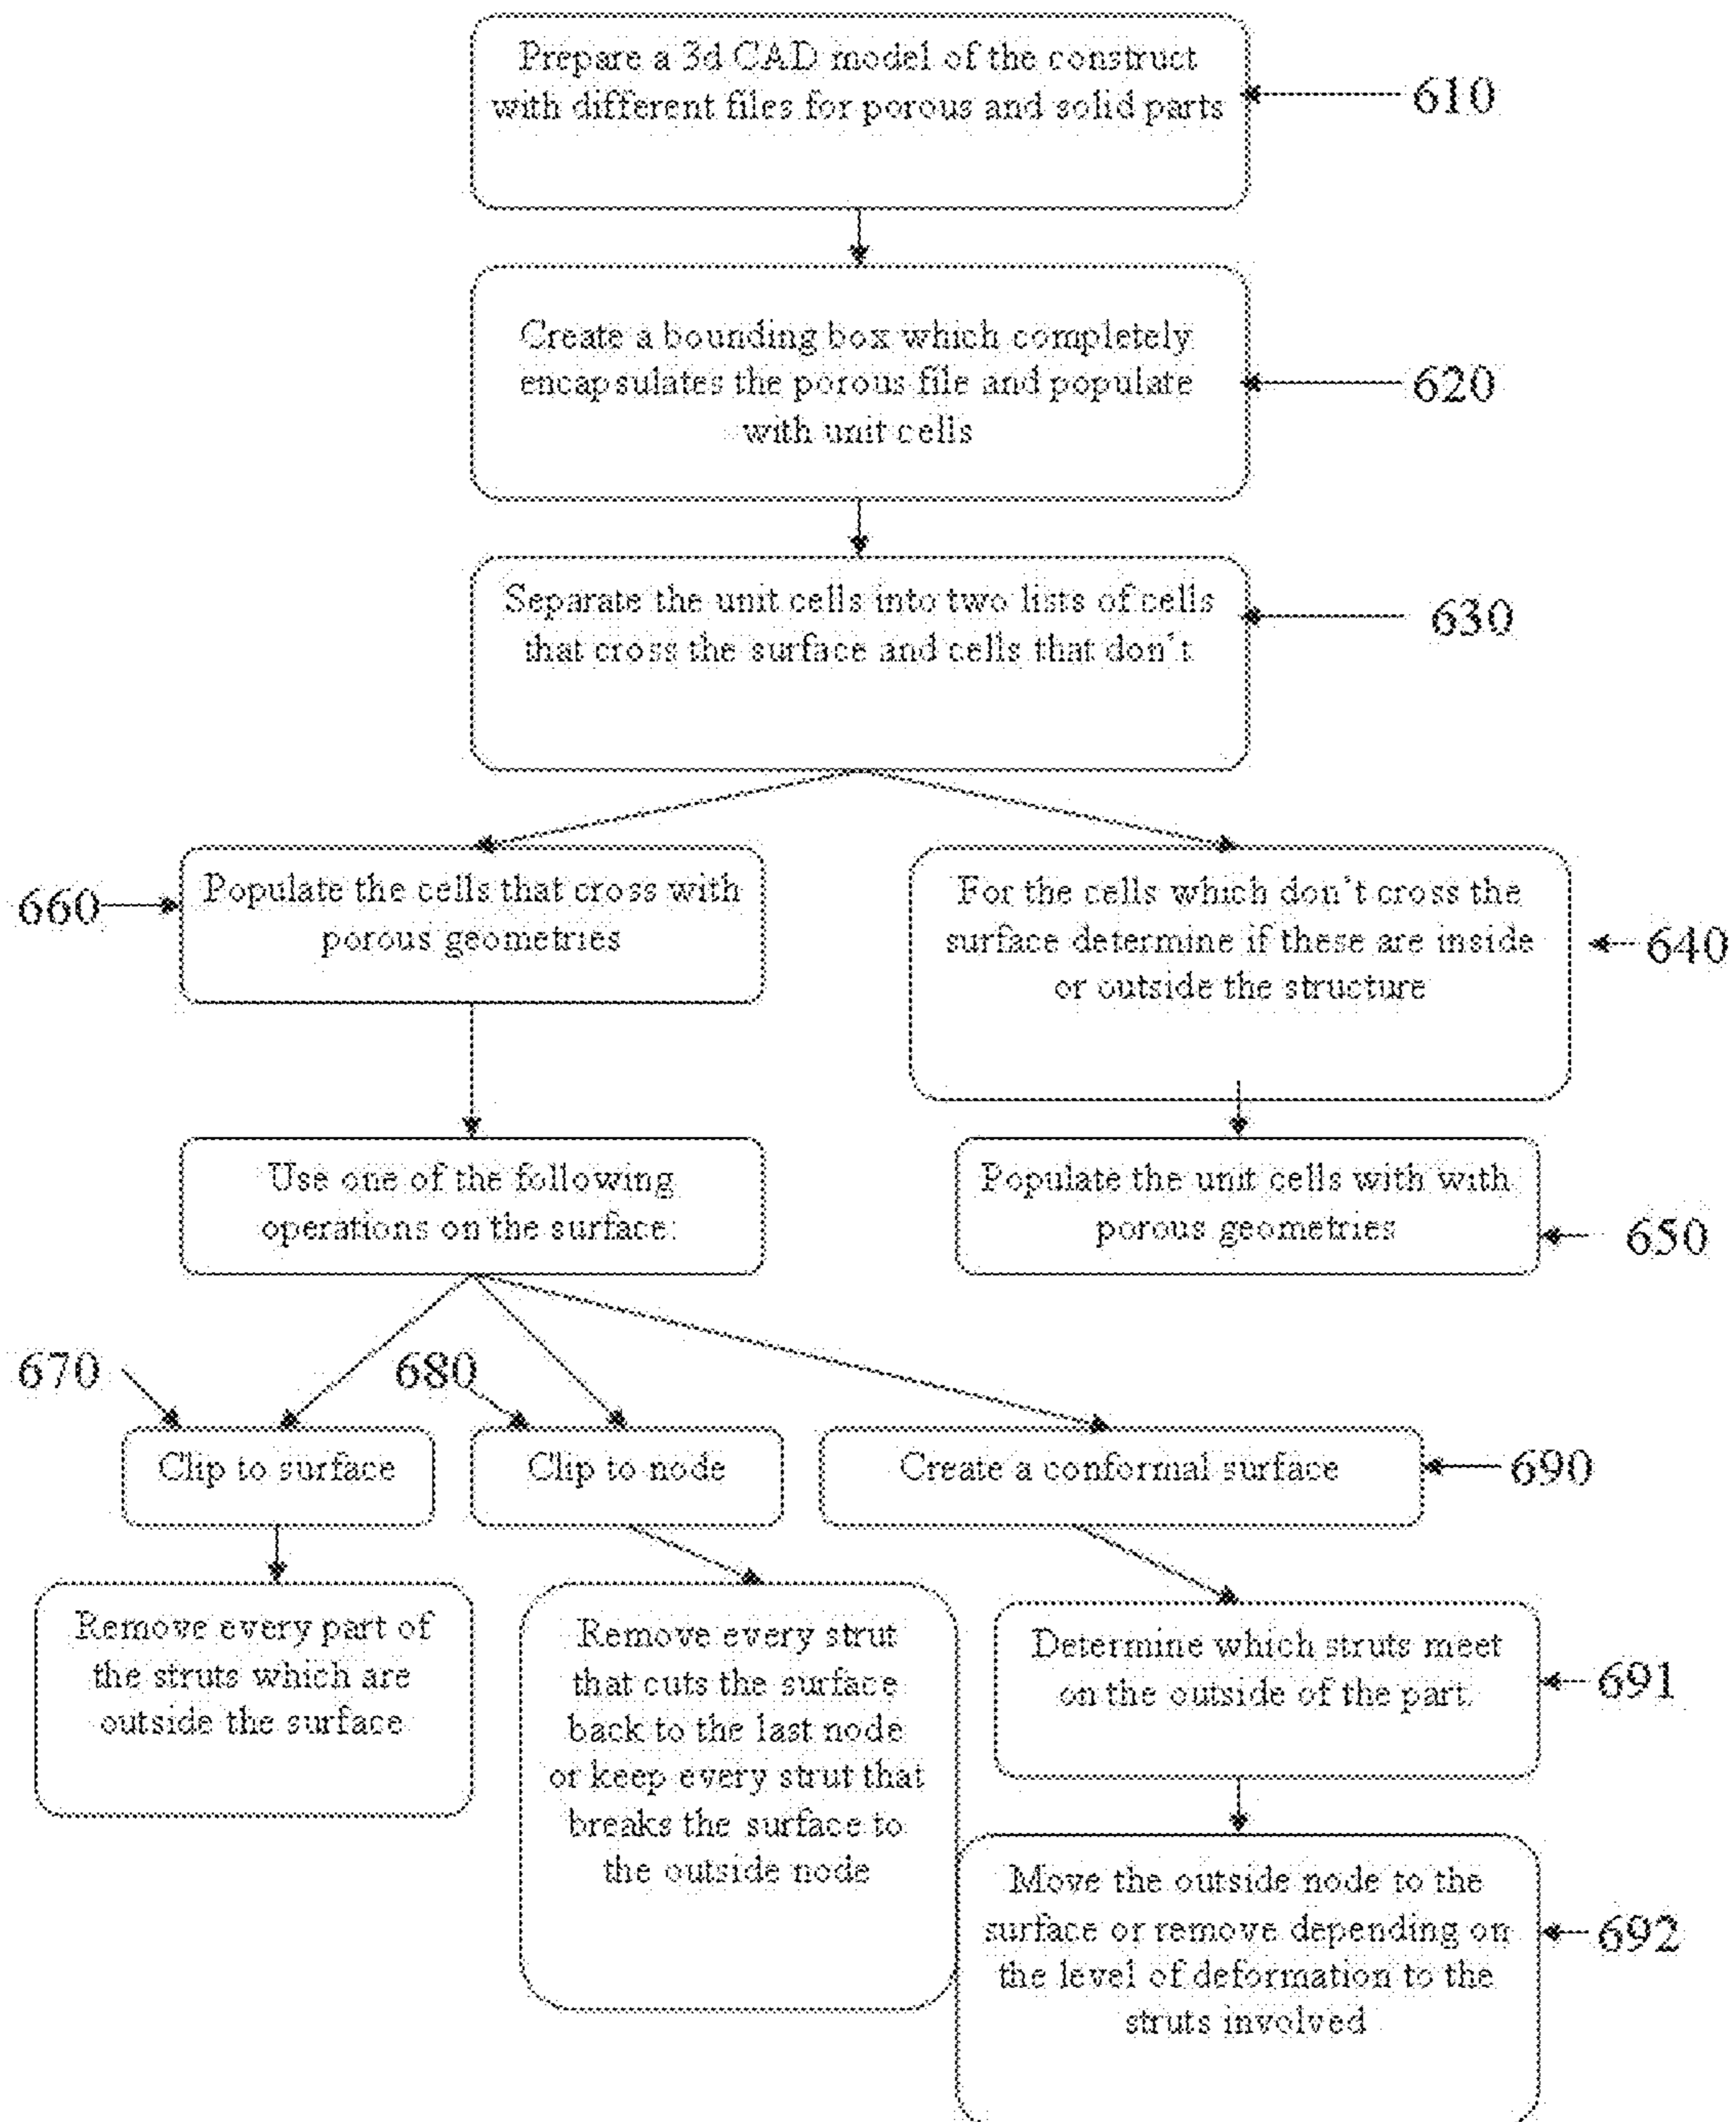 Prepare a 3d CAD model of the construct
with different files for porous and solid parts
610
Create a bounding box which completely
encapsulates the porous file and populate
with unit cells
620
Separate the unit cells into two lists of cells
that cross the surface and cells that don't
630
660
Populate the cells that cross with
porous geometries
For the cells which don't cross the
surface determine if these are inside
or outside the structure
640
Use one of the following
operations on the surface:
Populate the unit cells with with
porous geometries
650
670
680
Clip to surface
Clip to node
Create a conformal surface
690
Remove every part of
the struts which are
outside the surface
Remove every strut
that cuts the surface
back to the last node
or keep every strut that
breaks the surface to
the outside node
Determine which struts meet
on the outside of the part.
691
Move the outside node to the
surface or remove depending on
the level of deformation to the
struts involved
692